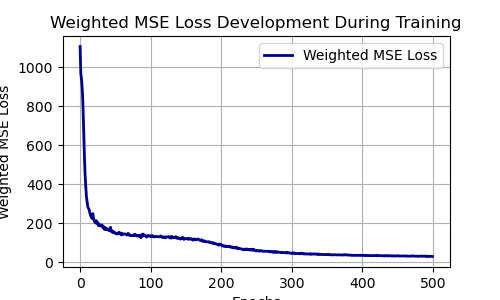 Weighted MSE Loss Development During Training
Weighted MSE Loss
Weighted MSE Loss
1000
800
600
400
200
0
0 100 200 300 400 500
Epochs